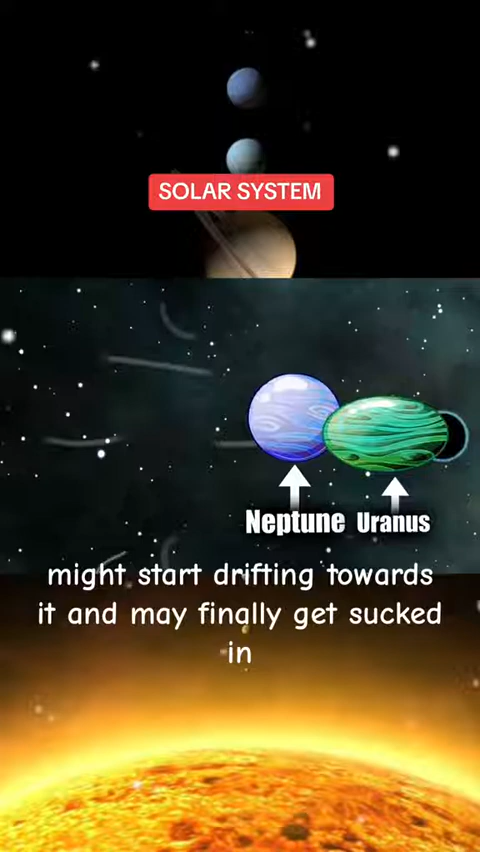 SOLAR SYSTEM
Neptune Uranus
might start drifting towards
it and may finally get sucked
in